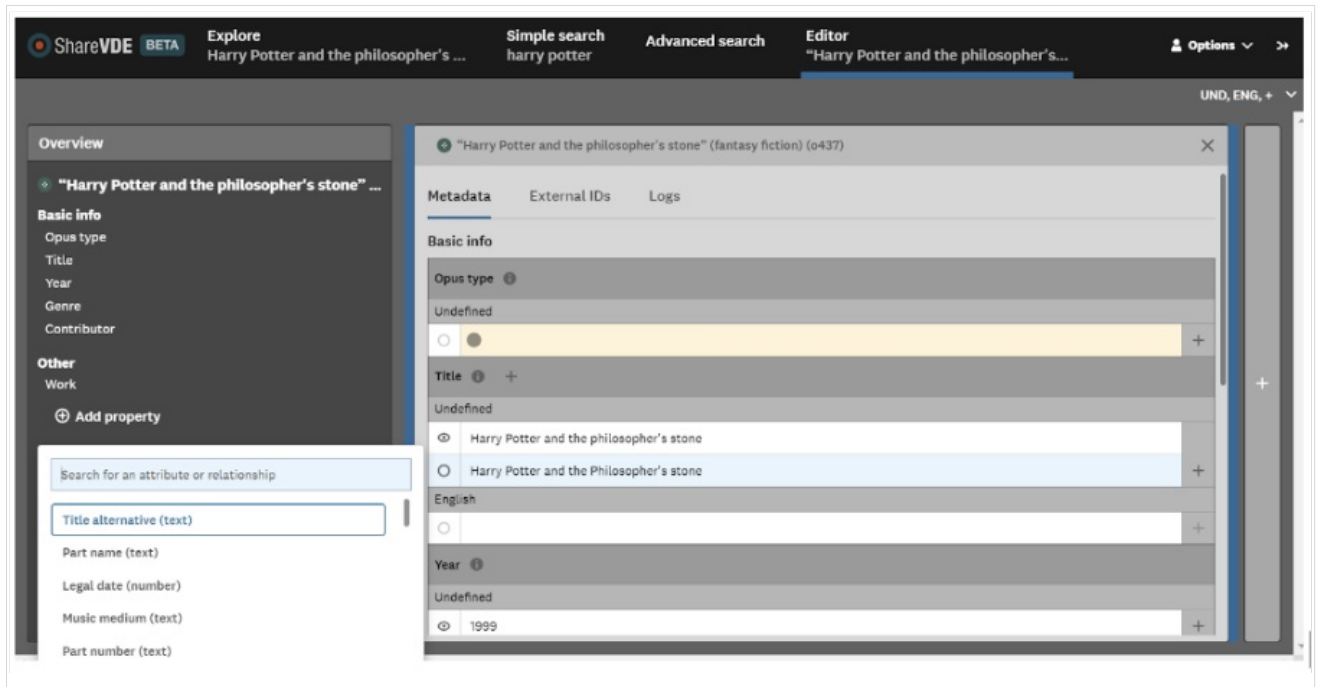 ShareVDE BETA
Explore
Harry Potter and the philosopher's ...
Simple search
harry potter
Advanced search
Editor
"Harry Potter and the philosopher's...
Options
UND, ENG, +
Overview
"Harry Potter and the philosopher's stone" ...
Basic info
Opus type
Title
Year
Genre
Contributor
Other
Work
Add property
Search for an attribute or relationship
Title alternative (text)
Part name (text)
Legal date (number)
Music medium (text)
Part number (text)
"Harry Potter and the philosopher's stone" (fantasy fiction) (o437)
Metadata External IDs Logs
Basic info
Opus type
Undefined
+
Title +
Undefined
Harry Potter and the philosopher's stone
Harry Potter and the Philosopher's stone +
English
+
Year
Undefined
1999 +
+